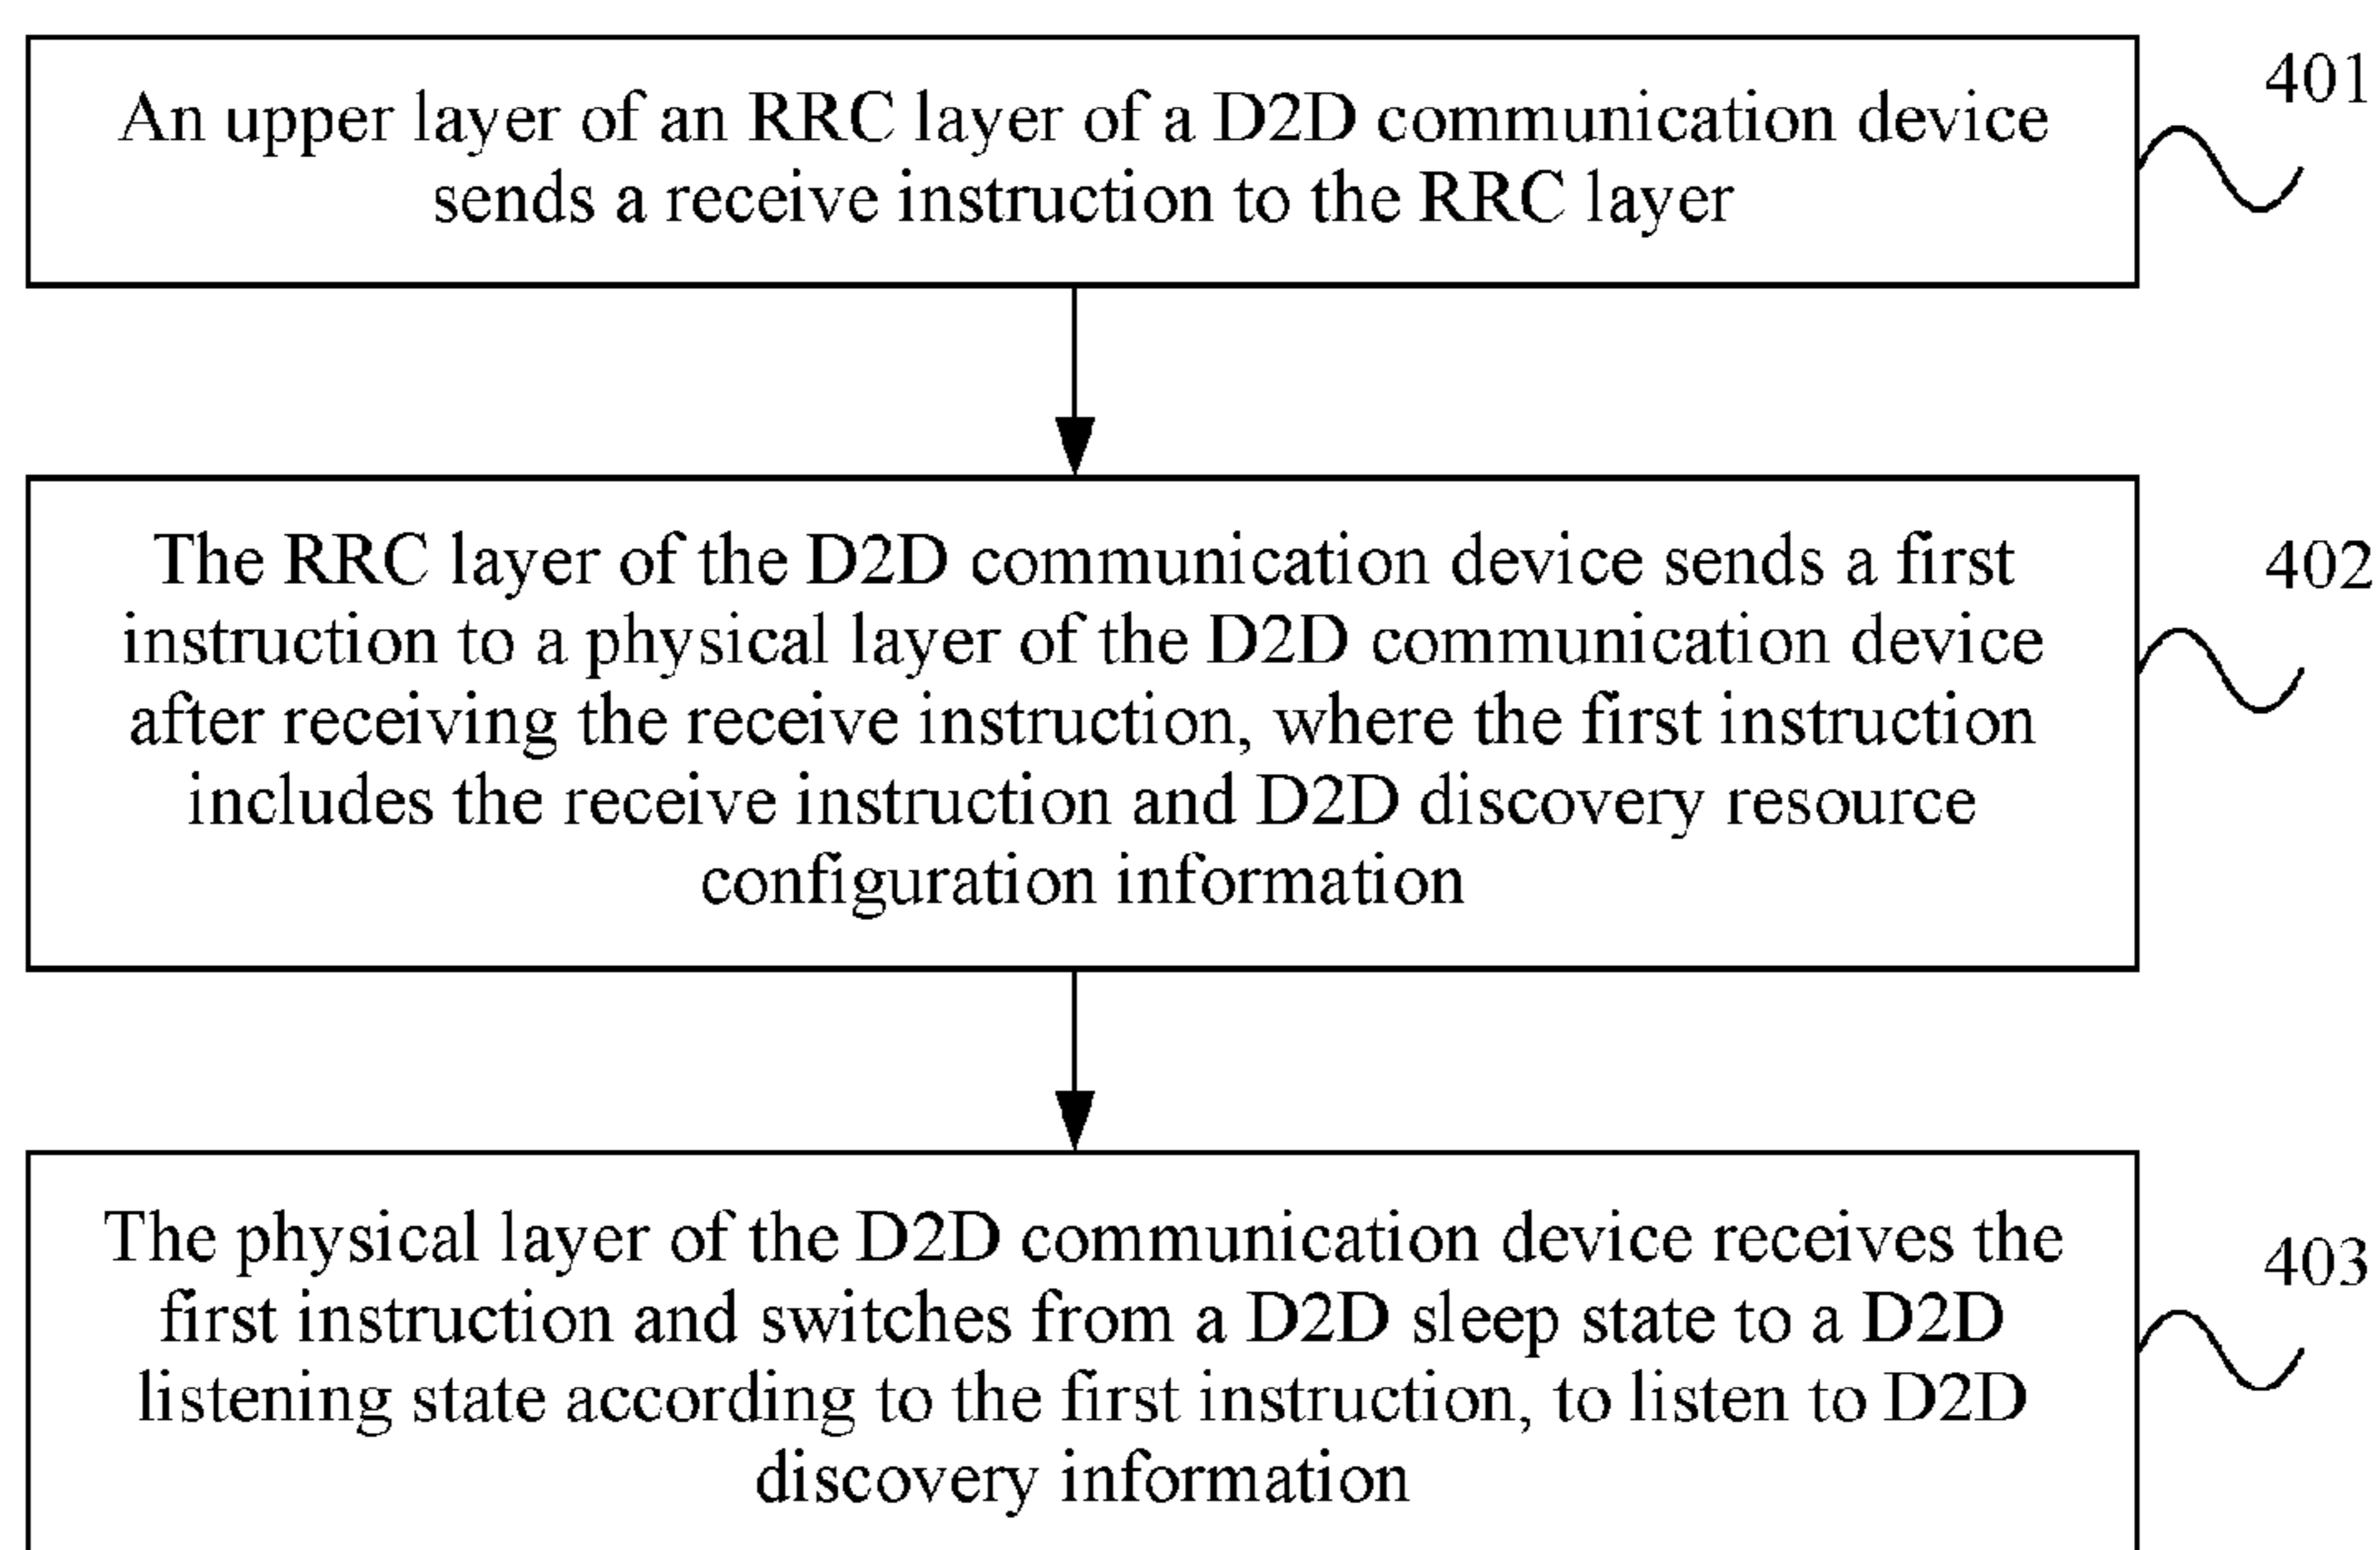 An upper layer of an RRC layer of a D2D communication device
sends a receive instruction to the RRC layer
401
The RRC layer of the D2D communication device sends a first
instruction to a physical layer of the D2D communication device
after receiving the receive instruction, where the first instruction
includes the receive instruction and D2D discovery resource
configuration information
402
The physical layer of the D2D communication device receives the
first instruction and switches from a D2D sleep state to a D2D
listening state according to the first instruction, to listen to D2D
discovery information
403